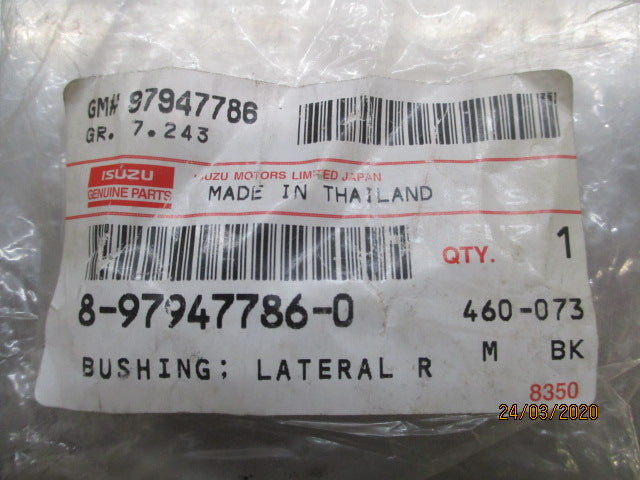 GM# 97947786
GR. 7.243
ISUZU
GENUINE PARTS
ISUZU MOTORS LIMITED JAPAN
MADE IN THAILAND
QTY. 1
8-97947786-0 460-073
BUSHING; LATERAL R M BK
8350
24/03/2020